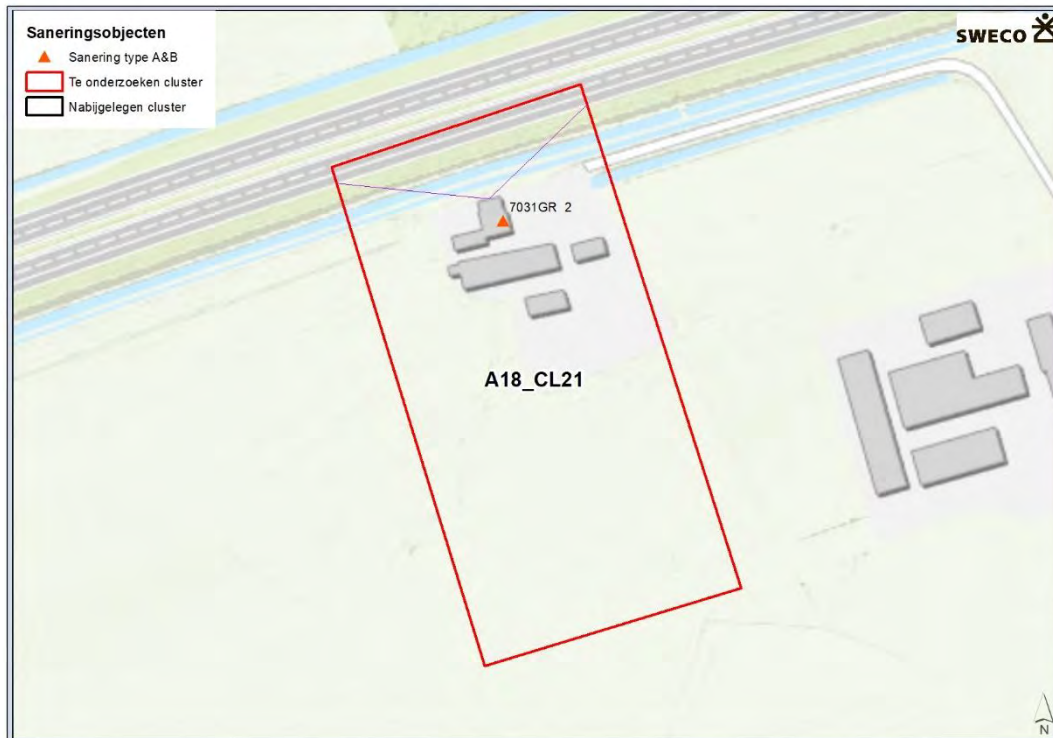 Saneringsobjecten
Sanering type A&B
Te onderzoeken cluster
Nabijgelegen cluster
SWECO
7031GR 2
A18_CL21
N